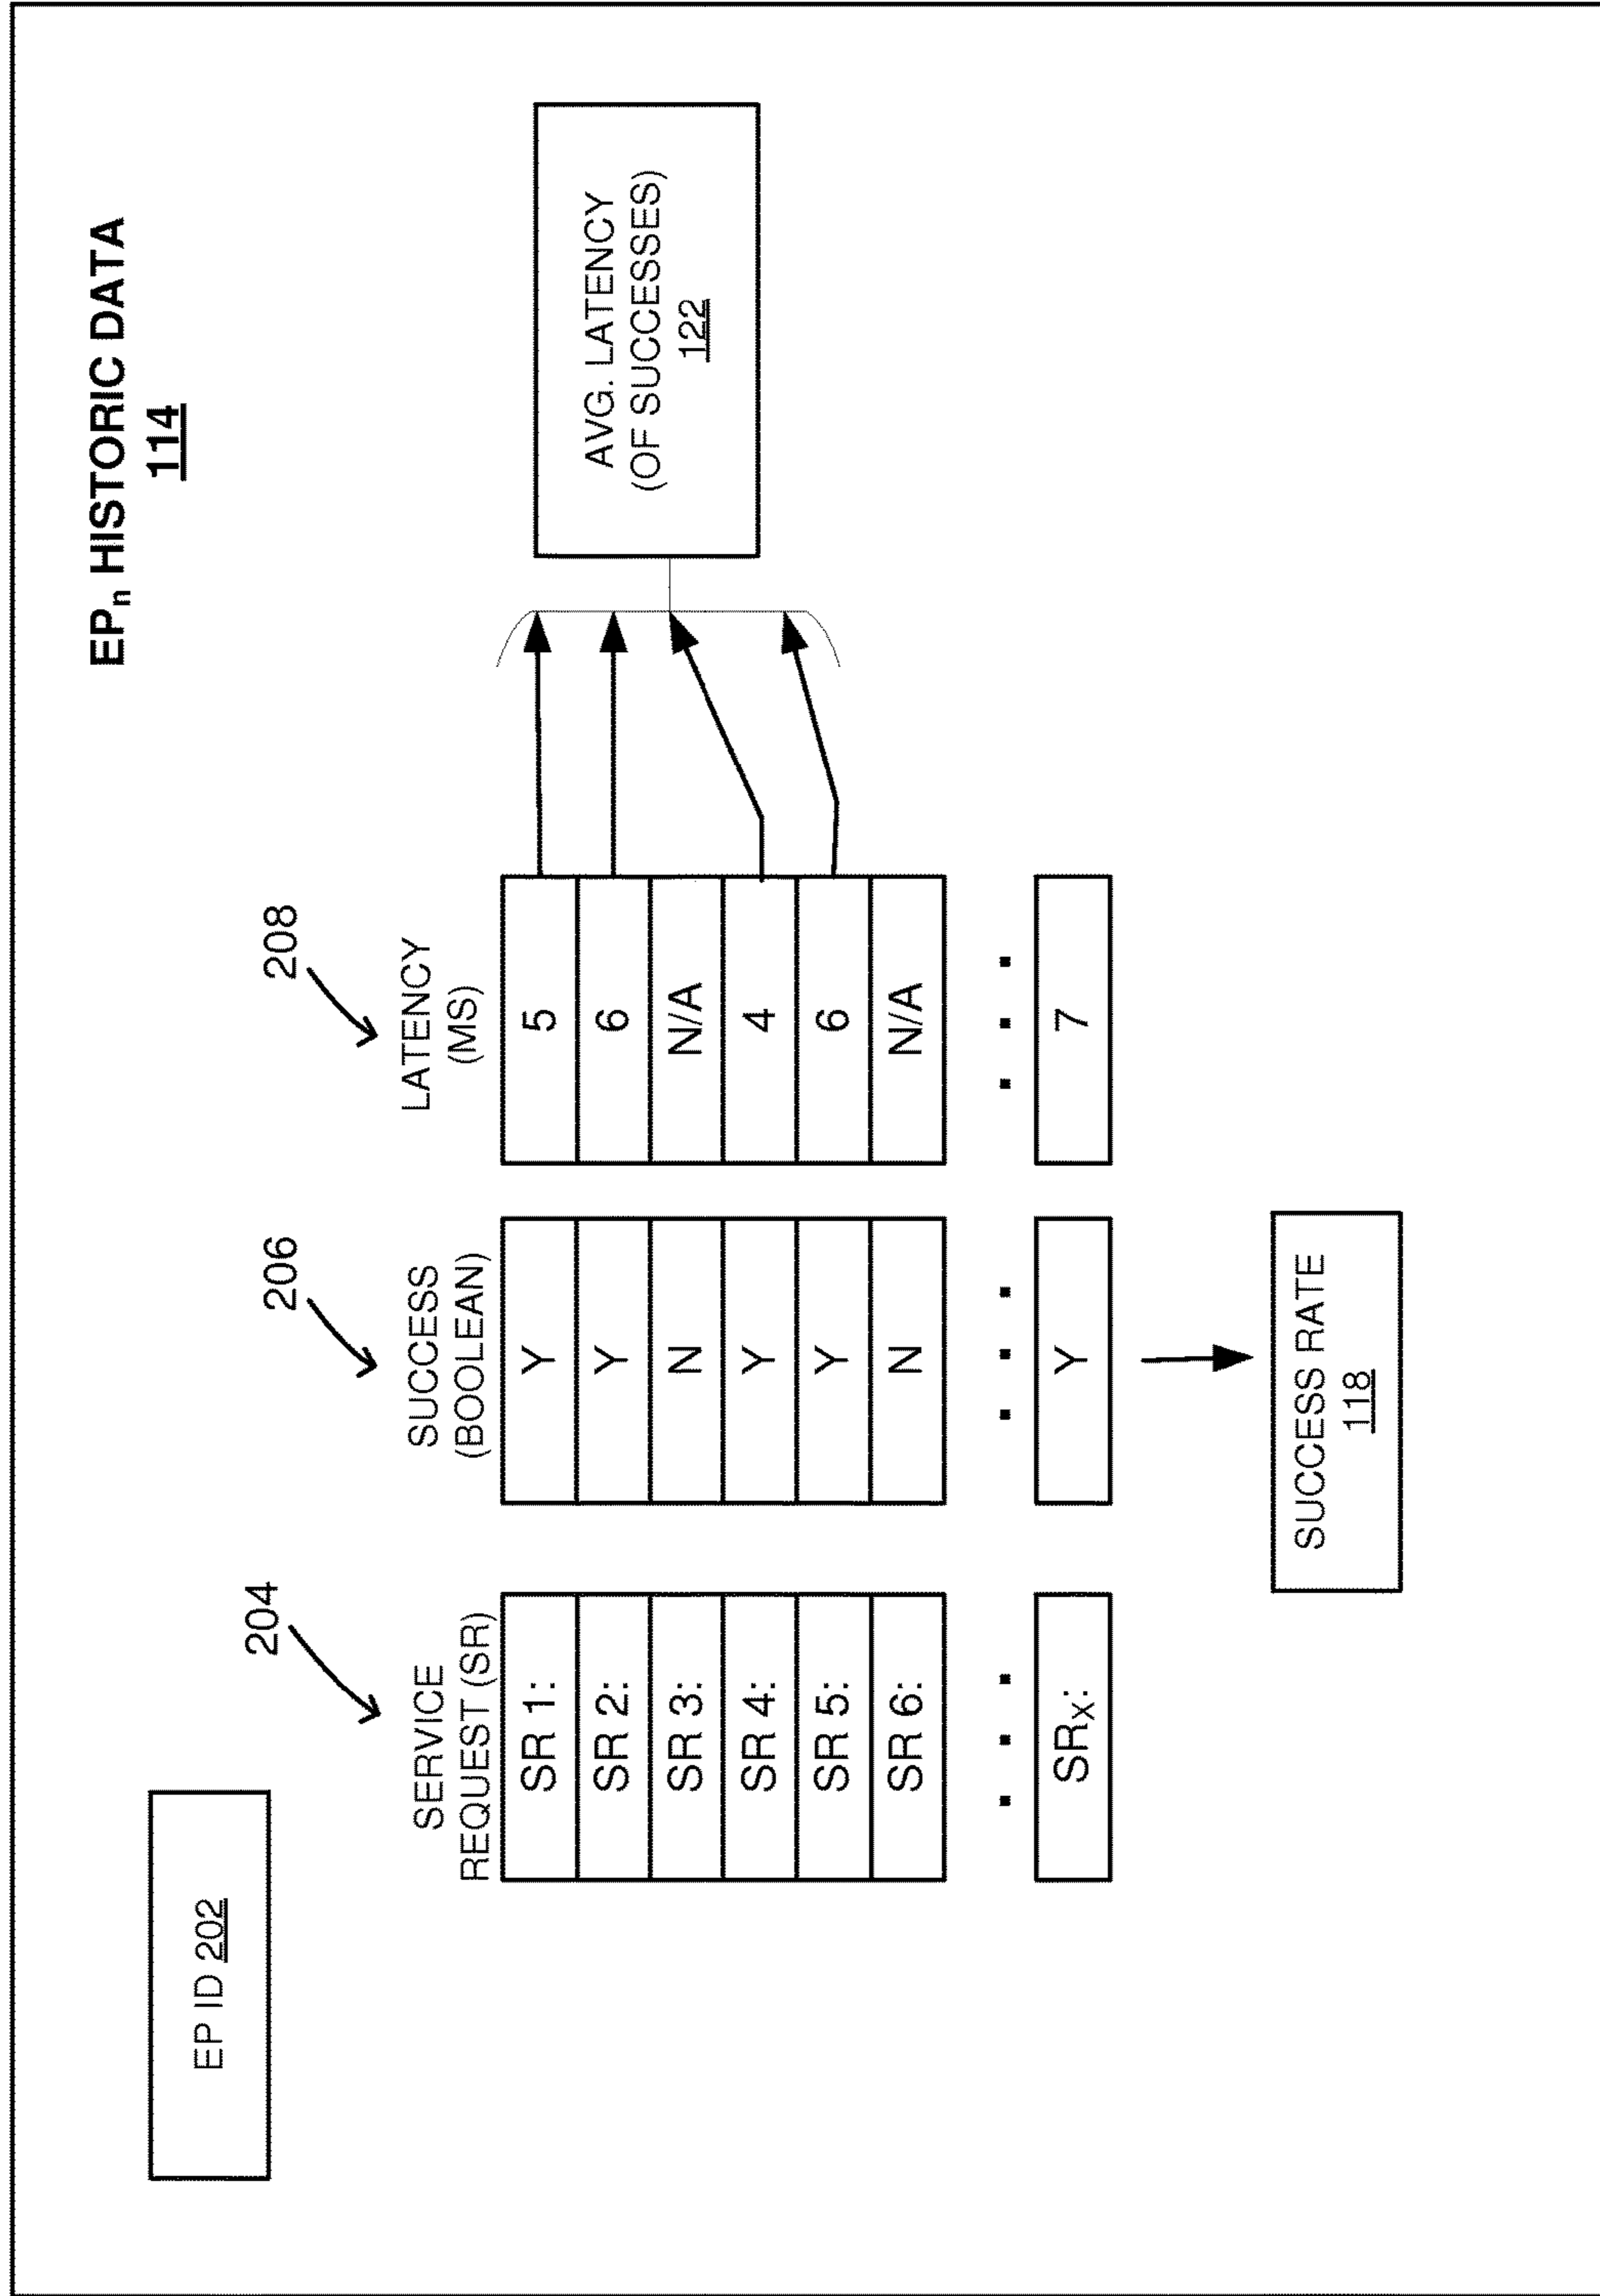 EPn HISTORIC DATA
114
EP ID 202
204
206
208
SERVICE
REQUEST (SR)
SUCCESS
(BOOLEAN)
LATENCY
(MS)
SR 1: Y 5
SR 2: Y 6
SR 3: N N/A
SR 4: Y 4
SR 5: Y 6
SR 6: N N/A
. . . . . . . . .
SRX: Y 7
AVG. LATENCY
(OF SUCCESSES)
122
SUCCESS RATE
118